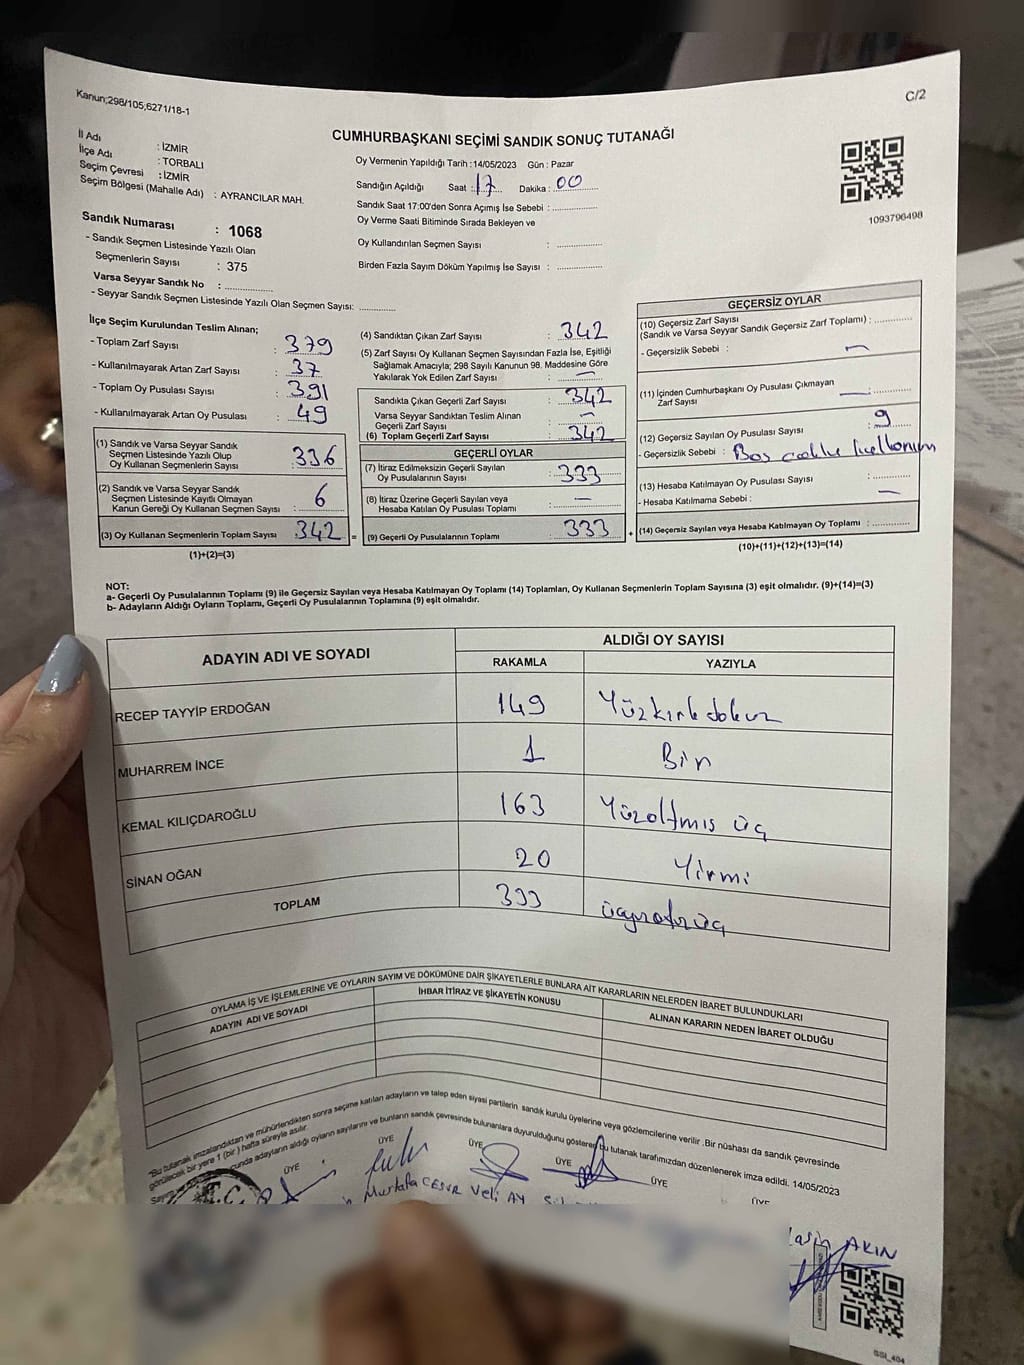 Kanun;298/105,6271/18-1
C/2
CUMHURBAŞKANI SEÇİMİ SANDIK SONUÇ TUTANAĞI
İl Adı : İZMİR
İlçe Adı : TORBALI
Seçim Çevresi : İZMİR
Seçim Bölgesi (Mahalle Adı) : AYRANCILAR MAH.
Sandık Numarası : 1068
- Sandık Seçmen Listesinde Yazılı Olan
Seçmenlerin Sayısı : 375
Varsa Seyyar Sandık No : ..............
- Seyyar Sandık Seçmen Listesinde Yazılı Olan Seçmen Sayısı: ............
Oy Vermenin Yapıldığı Tarih : 14/05/2023 Gün : Pazar
Sandığın Açıldığı Saat : 17 Dakika : 00
Sandık Saat 17:00'den Sonra Açımış İse Sebebi : ..............
Oy Verme Saati Bitiminde Sırada Bekleyen ve
Oy Kullandırılan Seçmen Sayısı : ..............
Birden Fazla Sayım Döküm Yapılmış İse Sayısı : ..............
1093796498
İlçe Seçim Kurulundan Teslim Alınan;
- Toplam Zarf Sayısı : 379
- Kullanılmayarak Artan Zarf Sayısı : 37
- Toplam Oy Pusulası Sayısı : 391
- Kullanılmayarak Artan Oy Pusulası : 49
(1) Sandık ve Varsa Seyyar Sandık
Seçmen Listesinde Yazılı Olup
Oy Kullanan Seçmenlerin Sayısı : 336
(2) Sandık ve Varsa Seyyar Sandık
Seçmen Listesinde Kayıtlı Olmayan
Kanun Gereği Oy Kullanan Seçmen Sayısı : 6
(3) Oy Kullanan Seçmenlerin Toplam Sayısı : 342
(1)+(2)=(3)
(4) Sandıktan Çıkan Zarf Sayısı : 342
(5) Zarf Sayısı Oy Kullanan Seçmen Sayısından Fazla İse, Eşitliği
Sağlamak Amacıyla; 298 Sayılı Kanunun 98. Maddesine Göre
Yakılarak Yok Edilen Zarf Sayısı : —
Sandıkta Çıkan Geçerli Zarf Sayısı : 342
Varsa Seyyar Sandıktan Teslim Alınan
Geçerli Zarf Sayısı : —
(6) Toplam Geçerli Zarf Sayısı : 342
GEÇERLİ OYLAR
(7) İtiraz Edilmeksizin Geçerli Sayılan
Oy Pusulalarının Sayısı : 333
(8) İtiraz Üzerine Geçerli Sayılan veya
Hesaba Katılan Oy Pusulası Toplamı : —
(9) Geçerli Oy Pusulalarının Toplamı : 333
GEÇERSİZ OYLAR
(10) Geçersiz Zarf Sayısı
(Sandık ve Varsa Seyyar Sandık Geçersiz Zarf Toplamı) : ............
- Geçersizlik Sebebi : —
(11) İçinden Cumhurbaşkanı Oy Pusulası Çıkmayan
Zarf Sayısı — : ............
(12) Geçersiz Sayılan Oy Pusulası Sayısı : 9
- Geçersizlik Sebebi : Boş
(13) Hesaba Katılmayan Oy Pusulası Sayısı : ............
- Hesaba Katılmama Sebebi : —
(14) Geçersiz Sayılan veya Hesaba Katılmayan Oy Toplamı : ............
(10)+(11)+(12)+(13)=(14)
NOT:
a- Geçerli Oy Pusulalarının Toplamı (9) ile Geçersiz Sayılan veya Hesaba Katılmayan Oy Toplamı (14) Toplamları, Oy Kullanan Seçmenlerin Toplam Sayısına (3) eşit olmalıdır. (9)+(14)=(3)
b- Adayların Aldığı Oyların Toplamı, Geçerli Oy Pusulalarının Toplamına (9) eşit olmalıdır.
ADAYIN ADI VE SOYADI ALDIĞI OY SAYISI
RAKAMLA YAZIYLA
RECEP TAYYİP ERDOĞAN 149 Yüzkırk dokuz
MUHARREM İNCE 1 Bir
KEMAL KILIÇDAROĞLU 163 Yüzaltmış üç
SİNAN OĞAN 20 Yirmi
TOPLAM 333
OYLAMA İŞ VE İŞLEMLERİNE VE OYLARIN SAYIM VE DÖKÜMÜNE DAİR ŞİKAYETLERLE BUNLARA AİT KARARLARIN NELERDEN İBARET BULUNDUKLARI
ADAYIN ADI VE SOYADI İHBAR İTİRAZ VE ŞİKAYETİN KONUSU ALINAN KARARIN NEDEN İBARET OLDUĞU
"Bu tutanak imzalandıktan ve mühürlendikten sonra seçime katılan adayların ve talep eden siyasi partilerin sandık kurulu üyelerine veya gözlemcilerine verilir .Bir nüshası da sandık çevresinde
görülecek bir yere 1 (bir) hafta süreyle asılır.
adayların aldığı oyların sayılarını ve bunların sandık çevresinde bulunanlara duyurulduğunu gösteren bu tutanak tarafımızdan düzenlenerek imza edildi. 14/05/2023
ÜYE ÜYE ÜYE ÜYE ÜYE ÜYE
T.C.
Mustafa CESUR Veli AY
AKIN